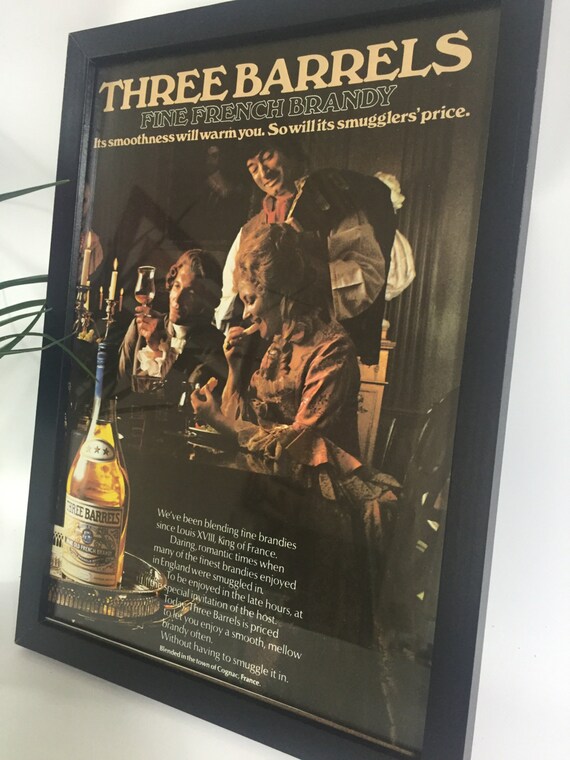 THREE BARRELS
FINE FRENCH BRANDY
Its smoothness will warm you. So will its smugglers' price.
THREE BARRELS
We've been blending fine brandies
since Louis XVIII, King of France.
Daring, romantic times when
many of the finest brandies enjoyed
in England were smuggled in.
To be enjoyed in the late hours, at
special invitation of the host.
Today Three Barrels is priced
to let you enjoy a smooth, mellow
brandy often.
Without having to smuggle it in.
Blended in the town of Cognac, France.